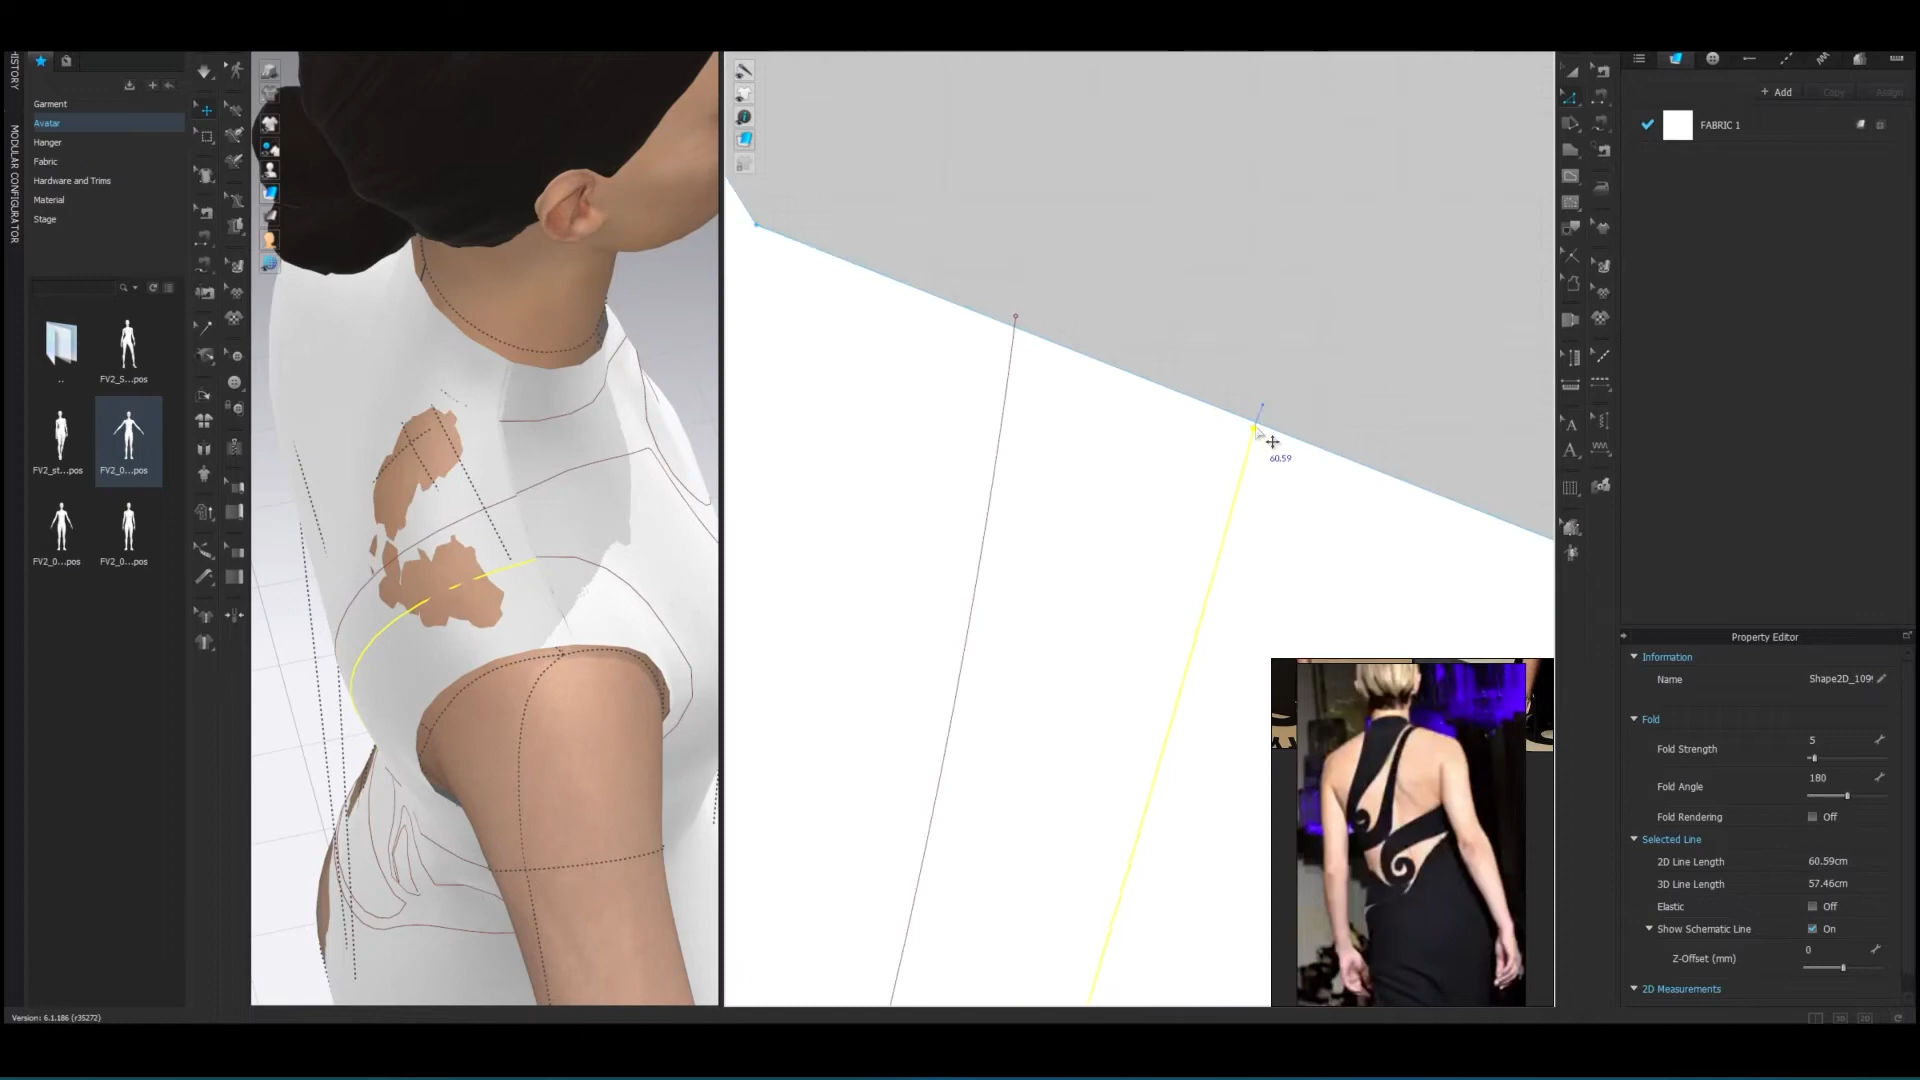 HISTORY
MODULAR CONFIGURATOR
Garment
Avatar
Hanger
Fabric
Hardware and Trims
Material
Stage
..
FV2_S....pos
FV2_st...pos
FV2_0....pos
FV2_0....pos
FV2_0....pos
60.59
+ Add
Copy
Assign
FABRIC 1
Property Editor
Information
Name
Shape2D_109
Fold
Fold Strength
5
Fold Angle
180
Fold Rendering
Off
Selected Line
2D Line Length
60.59cm
3D Line Length
57.46cm
Elastic
Off
Show Schematic Line
On
Z-Offset (mm)
0
2D Measurements
Version: 6.1.186 (r35272)
3D
2D